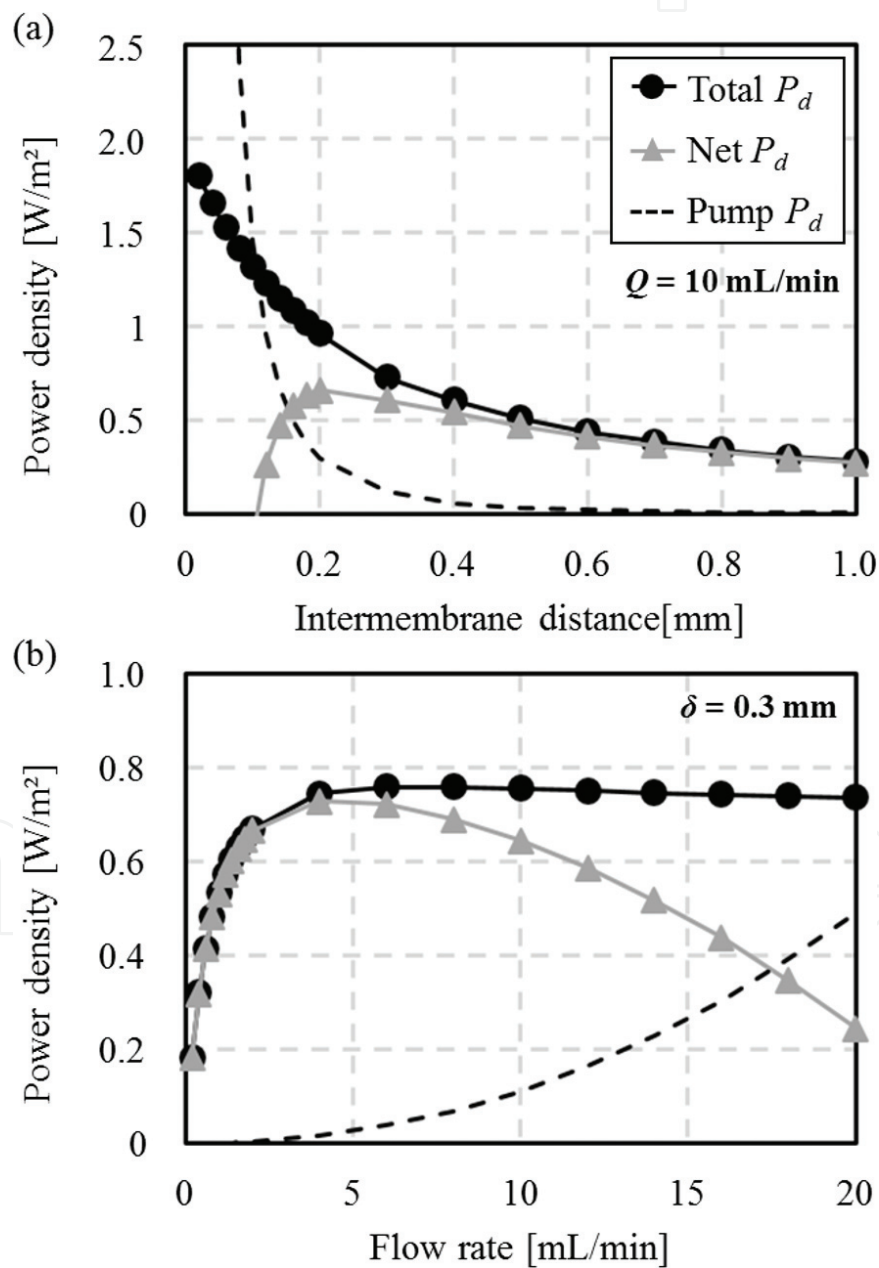 (a)
2.5
2.0
1.5
1
0.5
0
Power density [W/m²]
Total P_d
Net P_d
Pump P_d
Q = 10 mL/min
0 0.2 0.4 0.6 0.8 1.0
Intermembrane distance[mm]
(b)
1.0
0.8
0.6
0.4
0.2
0
Power density [W/m²]
δ = 0.3 mm
0 5 10 15 20
Flow rate [mL/min]